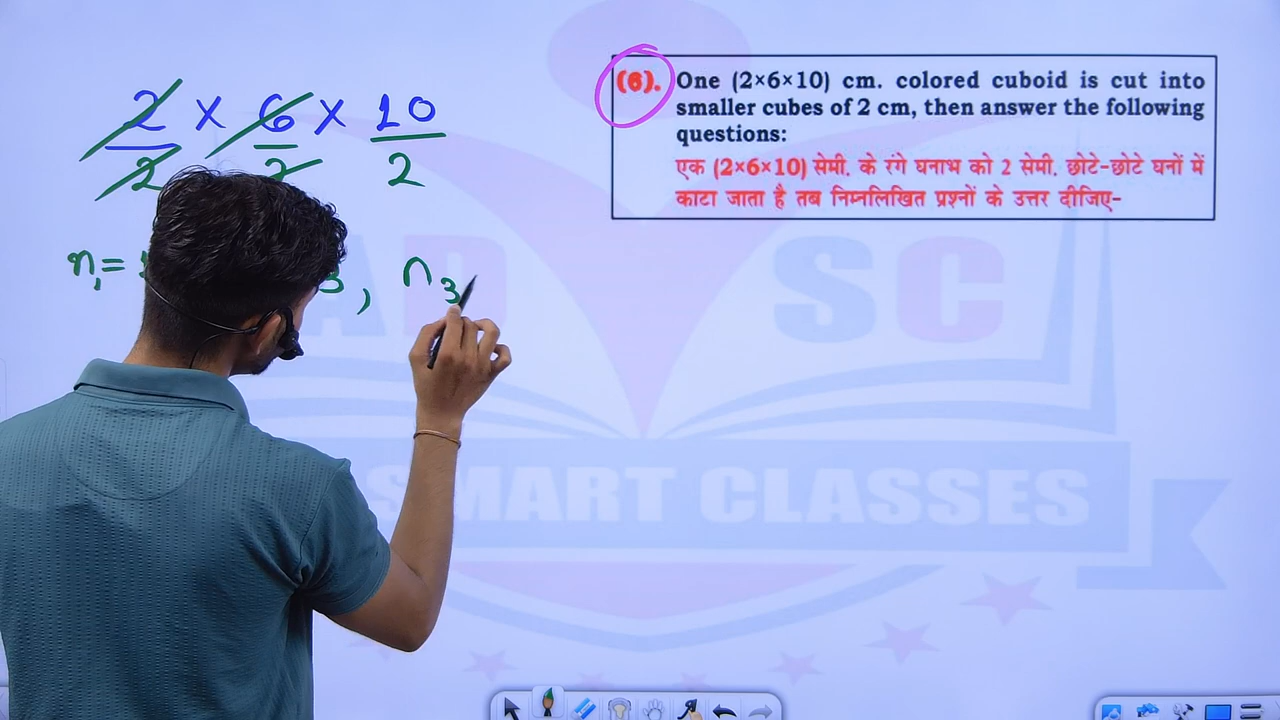 2 × 6 × 10
2 2 2
n₁= 3, n₃
(6). One (2×6×10) cm. colored cuboid is cut into
smaller cubes of 2 cm, then answer the following
questions:
एक (2×6×10) सेमी. के रंगे घनाभ को 2 सेमी. छोटे-छोटे घनों में
काटा जाता है तब निम्नलिखित प्रश्नों के उत्तर दीजिए-
SC
SMART CLASSES